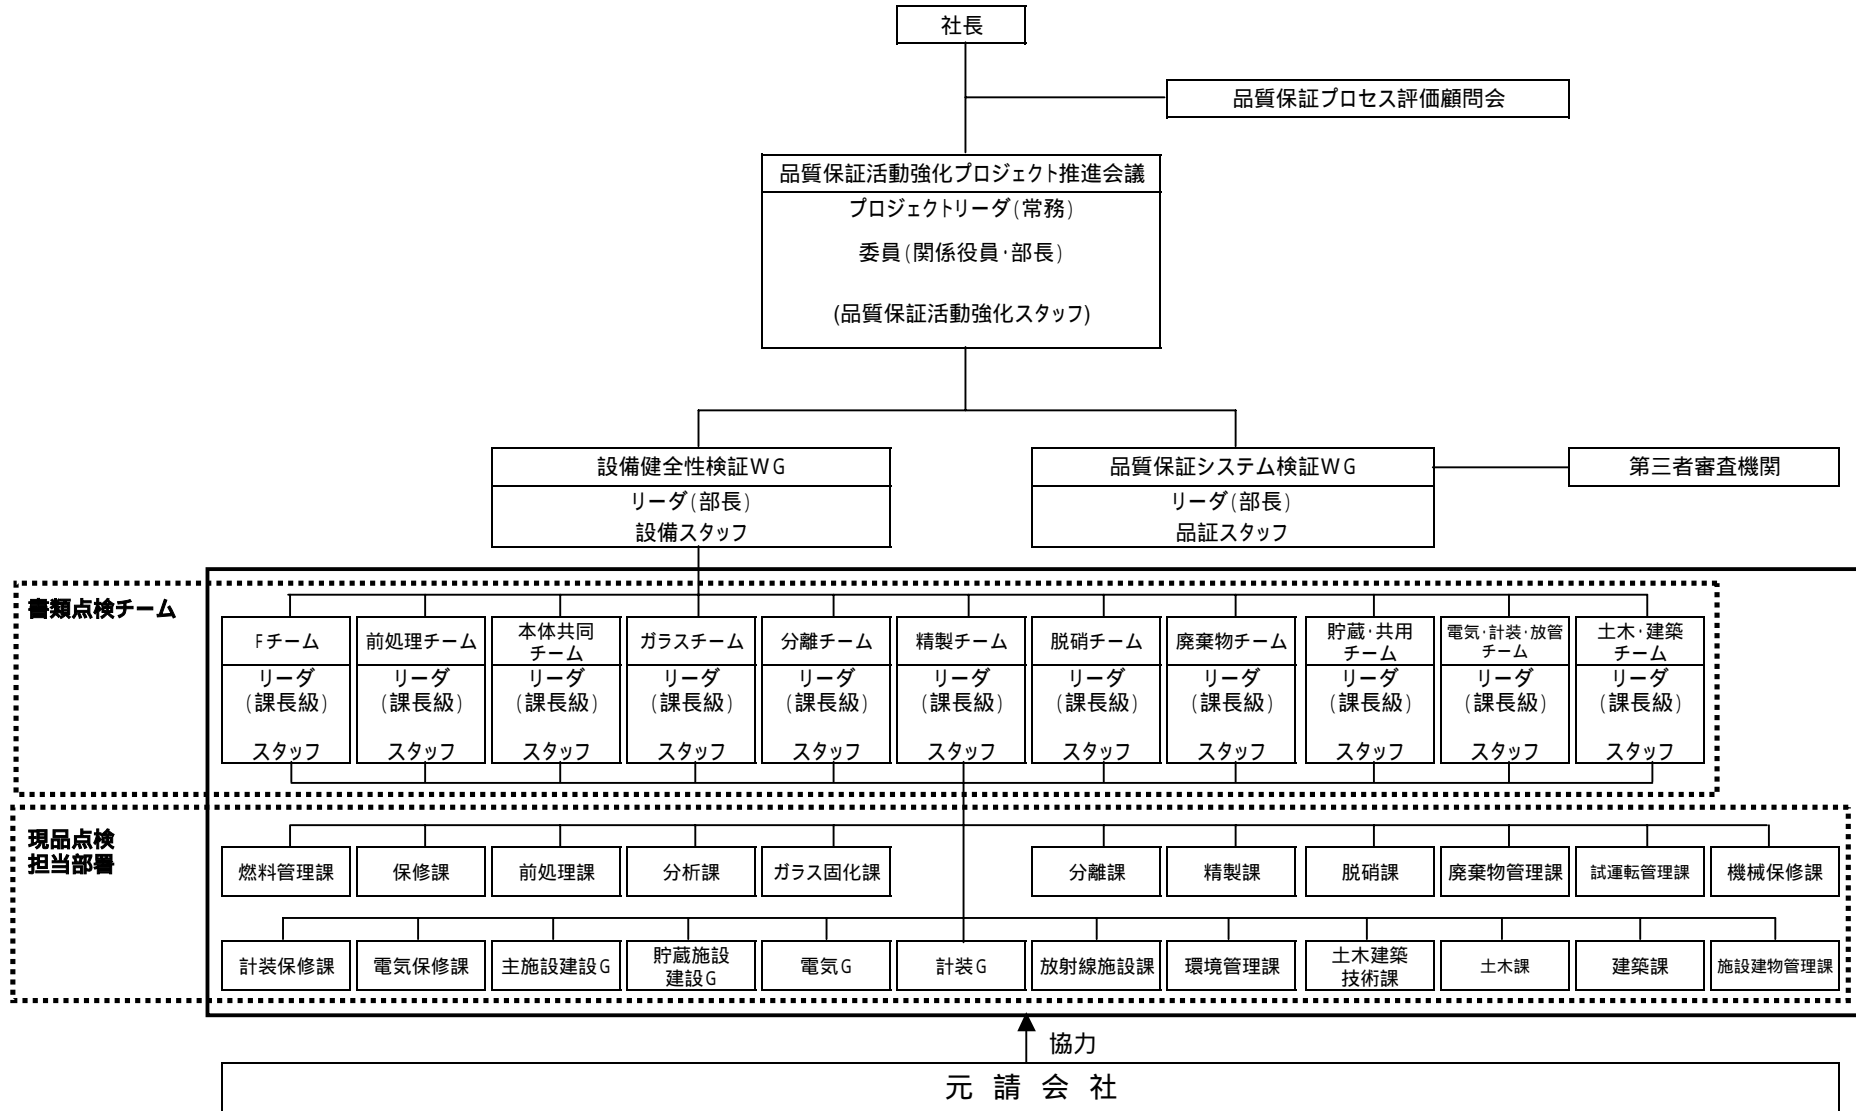 社長
品質保証プロセス評価顧問会
品質保証活動強化プロジェクト推進会議
プロジェクトリーダ(常務)
委員(関係役員・部長)
(品質保証活動強化スタッフ)
設備健全性検証WG
リーダ(部長)
設備スタッフ
品質保証システム検証WG
リーダ(部長)
品証スタッフ
第三者審査機関
書類点検チーム
Fチーム
リーダ
(課長級)
スタッフ
前処理チーム
リーダ
(課長級)
スタッフ
本体共同
チーム
リーダ
(課長級)
スタッフ
ガラスチーム
リーダ
(課長級)
スタッフ
分離チーム
リーダ
(課長級)
スタッフ
精製チーム
リーダ
(課長級)
スタッフ
脱硝チーム
リーダ
(課長級)
スタッフ
廃棄物チーム
リーダ
(課長級)
スタッフ
貯蔵・共用
チーム
リーダ
(課長級)
スタッフ
電気・計装・放管
チーム
リーダ
(課長級)
スタッフ
土木・建築
チーム
リーダ
(課長級)
スタッフ
現品点検
担当部署
燃料管理課
保修課
前処理課
分析課
ガラス固化課
分離課
精製課
脱硝課
廃棄物管理課
試運転管理課
機械保修課
計装保修課
電気保修課
主施設建設G
貯蔵施設
建設G
電気G
計装G
放射線施設課
環境管理課
土木建築
技術課
土木課
建築課
施設建物管理課
協力
元請会社